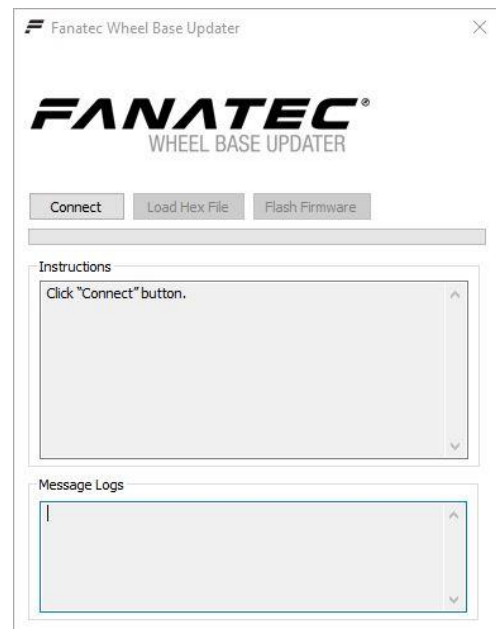 Fanatec Wheel Base Updater
FANATEC®
WHEEL BASE UPDATER
Connect
Load Hex File
Flash Firmware
Instructions
Click "Connect" button.
Message Logs